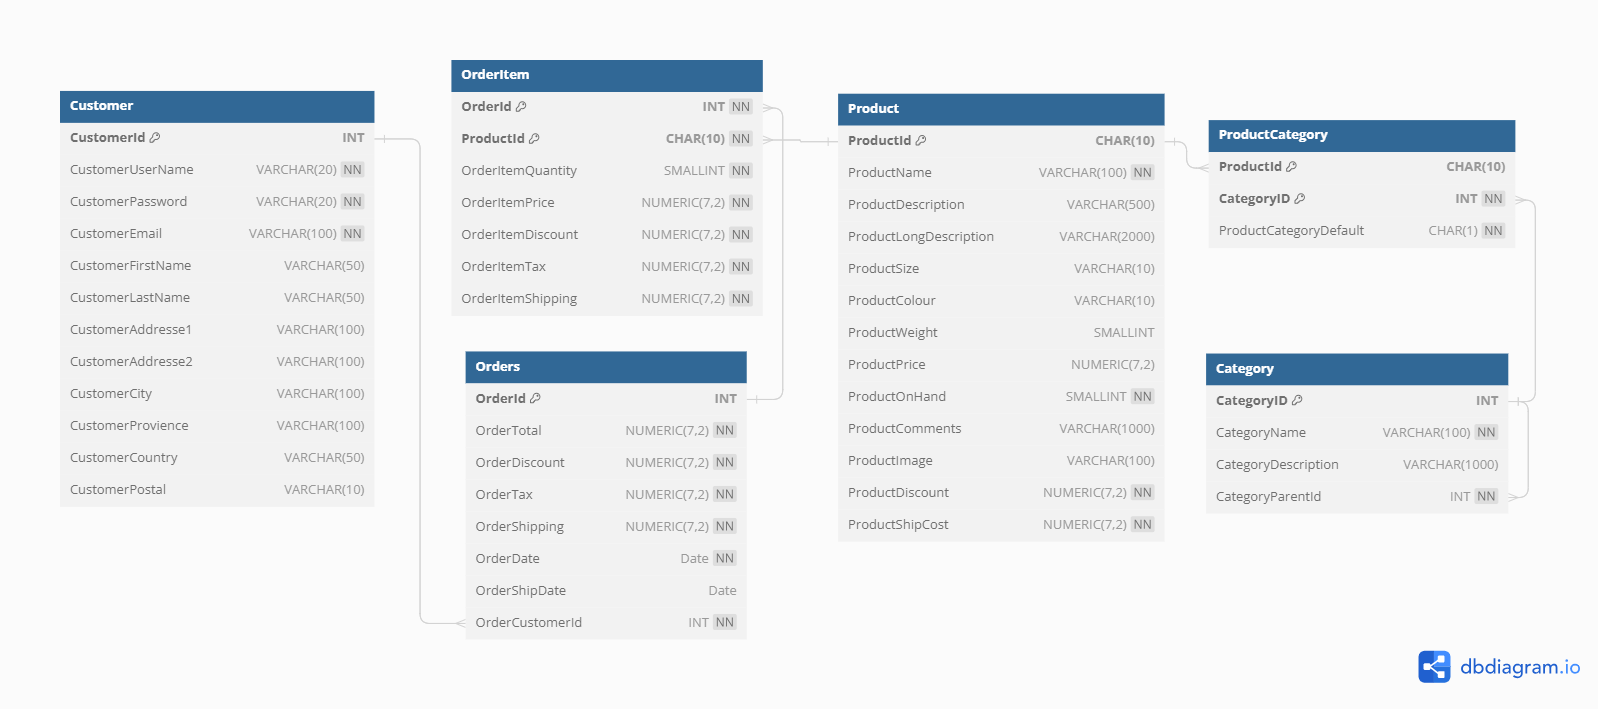 Customer
CustomerId INT
CustomerUserName VARCHAR(20) NN
CustomerPassword VARCHAR(20) NN
CustomerEmail VARCHAR(100) NN
CustomerFirstName VARCHAR(50)
CustomerLastName VARCHAR(50)
CustomerAddresse1 VARCHAR(100)
CustomerAddresse2 VARCHAR(100)
CustomerCity VARCHAR(100)
CustomerProvience VARCHAR(100)
CustomerCountry VARCHAR(50)
CustomerPostal VARCHAR(10)
OrderItem
OrderId INT NN
ProductId CHAR(10) NN
OrderItemQuantity SMALLINT NN
OrderItemPrice NUMERIC(7,2) NN
OrderItemDiscount NUMERIC(7,2) NN
OrderItemTax NUMERIC(7,2) NN
OrderItemShipping NUMERIC(7,2) NN
Orders
OrderId INT
OrderTotal NUMERIC(7,2) NN
OrderDiscount NUMERIC(7,2) NN
OrderTax NUMERIC(7,2) NN
OrderShipping NUMERIC(7,2) NN
OrderDate Date NN
OrderShipDate Date
OrderCustomerId INT NN
Product
ProductId CHAR(10)
ProductName VARCHAR(100) NN
ProductDescription VARCHAR(500)
ProductLongDescription VARCHAR(2000)
ProductSize VARCHAR(10)
ProductColour VARCHAR(10)
ProductWeight SMALLINT
ProductPrice NUMERIC(7,2)
ProductOnHand SMALLINT NN
ProductComments VARCHAR(1000)
ProductImage VARCHAR(100)
ProductDiscount NUMERIC(7,2) NN
ProductShipCost NUMERIC(7,2) NN
ProductCategory
ProductId CHAR(10)
CategoryID INT NN
ProductCategoryDefault CHAR(1) NN
Category
CategoryID INT
CategoryName VARCHAR(100) NN
CategoryDescription VARCHAR(1000)
CategoryParentId INT NN
dbdiagram.io